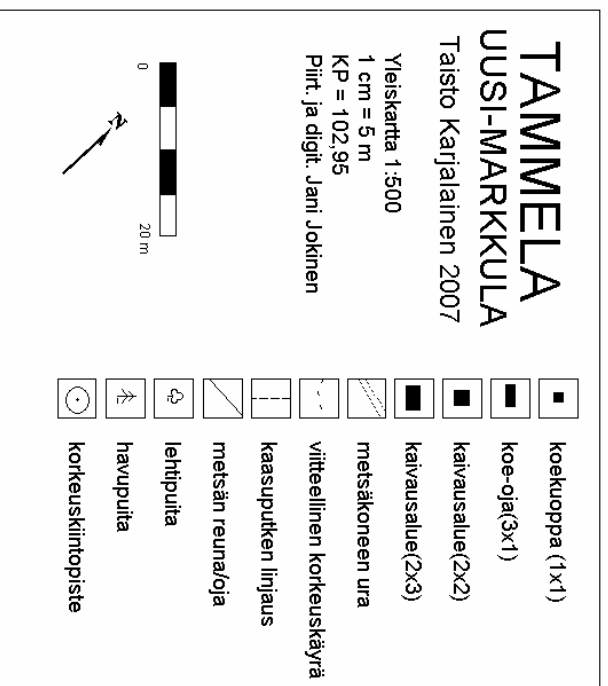 TAMMELA
UUSI-MARKKULA
Taisto Karjalainen 2007
Yleiskartta 1:500
1 cm = 5 m
KP = 102,95
Piirt. ja digit. Jani Jokinen
0
20 m
N
koekuoppa (1x1)
koe-oja(3x1)
kaivausalue(2x2)
kaivausalue(2x3)
metsäkoneen ura
viitteellinen korkeuskäyrä
kaasuputken linjaus
metsän reuna/oja
lehtipuita
havupuita
korkeuskiintopiste